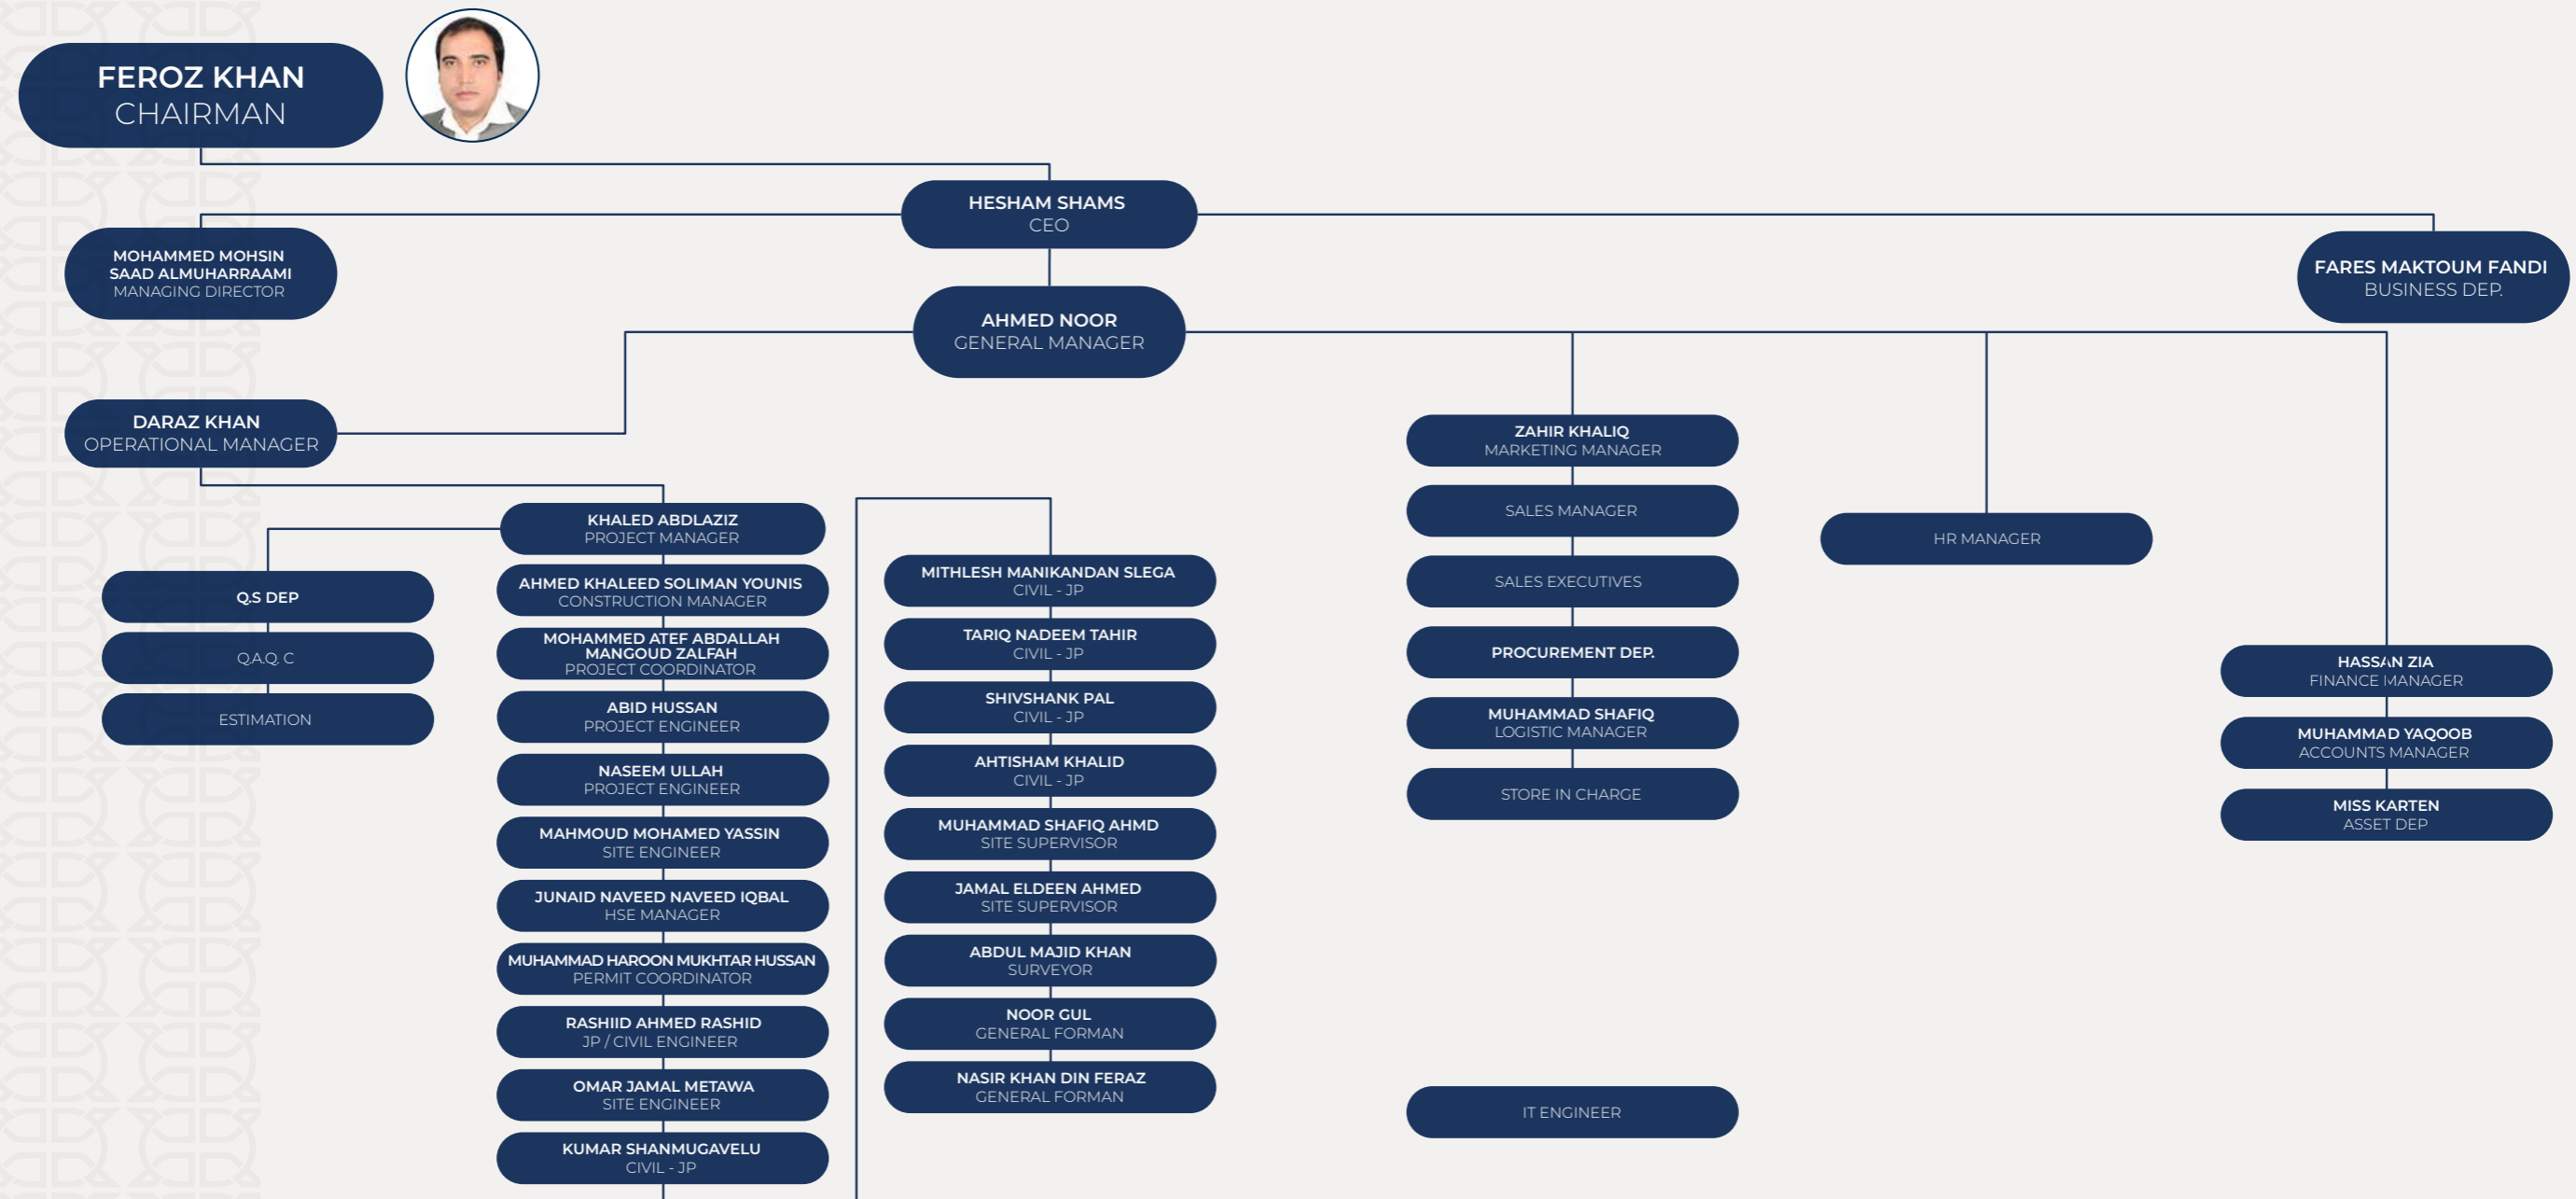 FEROZ KHAN
CHAIRMAN
HESHAM SHAMS
CEO
MOHAMMED MOHSIN
SAAD ALMUHARRAAMI
MANAGING DIRECTOR
FARES MAKTOUM FANDI
BUSINESS DEP.
AHMED NOOR
GENERAL MANAGER
DARAZ KHAN
OPERATIONAL MANAGER
Q.S DEP
Q.A.Q. C
ESTIMATION
KHALED ABDLAZIZ
PROJECT MANAGER
AHMED KHALEED SOLIMAN YOUNIS
CONSTRUCTION MANAGER
MOHAMMED ATEF ABDALLAH
MANGOUD ZALFAH
PROJECT COORDINATOR
ABID HUSSAN
PROJECT ENGINEER
NASEEM ULLAH
PROJECT ENGINEER
MAHMOUD MOHAMED YASSIN
SITE ENGINEER
JUNAID NAVEED NAVEED IQBAL
HSE MANAGER
MUHAMMAD HAROON MUKHTAR HUSSAN
PERMIT COORDINATOR
RASHIID AHMED RASHID
JP / CIVIL ENGINEER
OMAR JAMAL METAWA
SITE ENGINEER
KUMAR SHANMUGAVELU
CIVIL - JP
MITHLESH MANIKANDAN SLEGA
CIVIL - JP
TARIQ NADEEM TAHIR
CIVIL - JP
SHIVSHANK PAL
CIVIL - JP
AHTISHAM KHALID
CIVIL - JP
MUHAMMAD SHAFIQ AHMD
SITE SUPERVISOR
JAMAL ELDEEN AHMED
SITE SUPERVISOR
ABDUL MAJID KHAN
SURVEYOR
NOOR GUL
GENERAL FORMAN
NASIR KHAN DIN FERAZ
GENERAL FORMAN
ZAHIR KHALIQ
MARKETING MANAGER
SALES MANAGER
SALES EXECUTIVES
PROCUREMENT DEP.
MUHAMMAD SHAFIQ
LOGISTIC MANAGER
STORE IN CHARGE
IT ENGINEER
HR MANAGER
HASSAN ZIA
FINANCE MANAGER
MUHAMMAD YAQOOB
ACCOUNTS MANAGER
MISS KARTEN
ASSET DEP